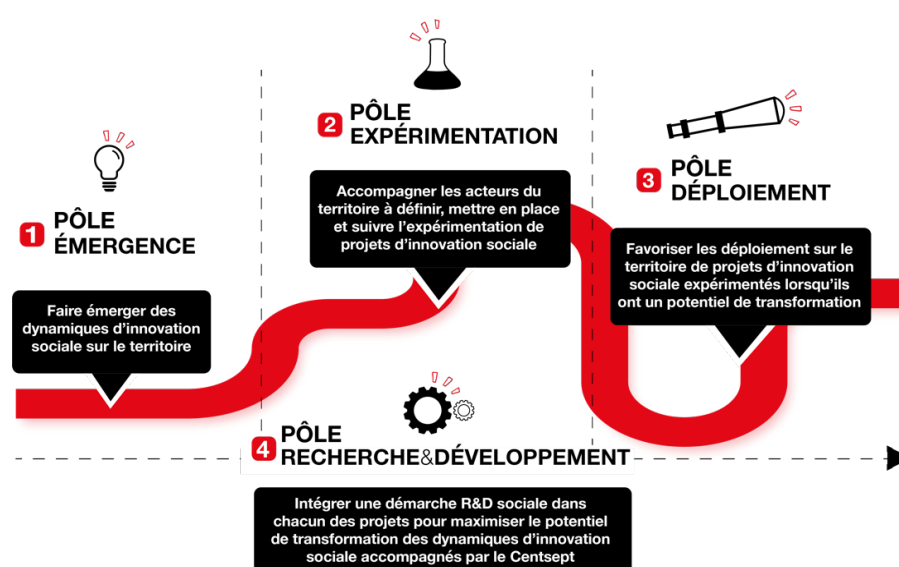 1
PÔLE
ÉMERGENCE
Faire émerger des
dynamiques d'innovation
sociale sur le territoire
2
PÔLE
EXPÉRIMENTATION
Accompagner les acteurs du
territoire à définir, mettre en place
et suivre l'expérimentation de
projets d'innovation sociale
3
PÔLE
DÉPLOIEMENT
Favoriser les déploiement sur le
territoire de projets d'innovation
sociale expérimentés lorsqu'ils
ont un potentiel de transformation
4
PÔLE
RECHERCHE&DÉVELOPPEMENT
Intégrer une démarche R&D sociale dans
chacun des projets pour maximiser le potentiel
de transformation des dynamiques d'innovation
sociale accompagnés par le Centsept